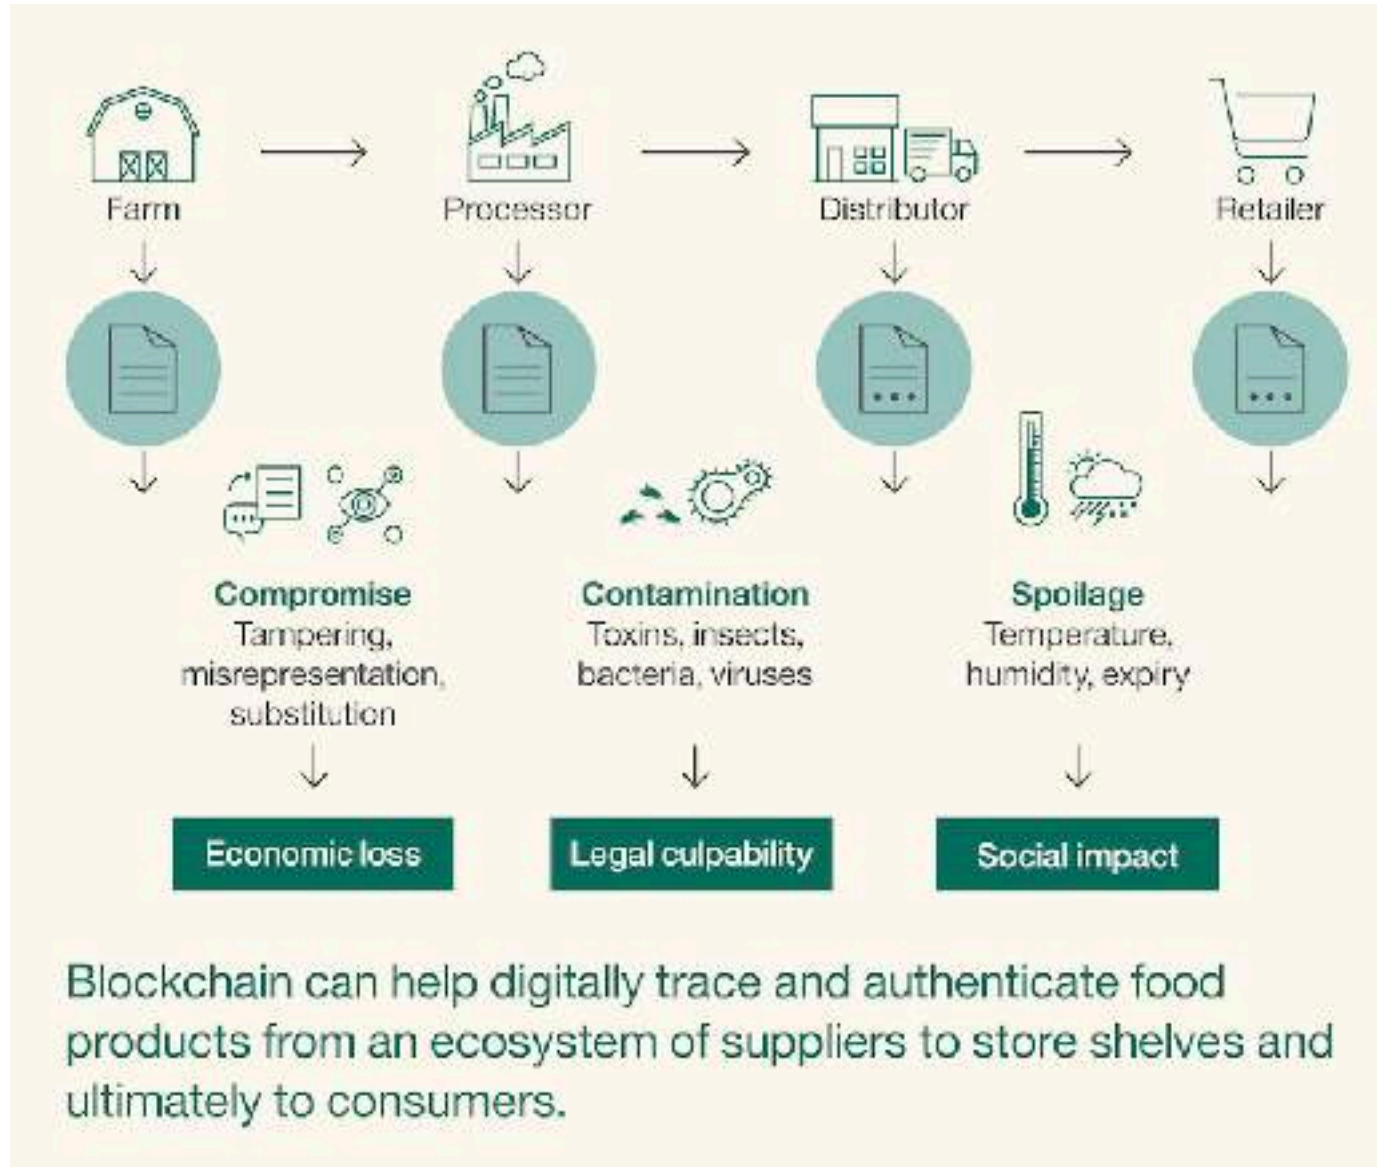 Farm
Processor
Distributor
Retailer
Compromise
Tampering,
misrepresentation,
substitution
Contamination
Toxins, insects,
bacteria, viruses
Spoilage
Temperature,
humidity, expiry
Economic loss
Legal culpability
Social impact
Blockchain can help digitally trace and authenticate food
products from an ecosystem of suppliers to store shelves and
ultimately to consumers.